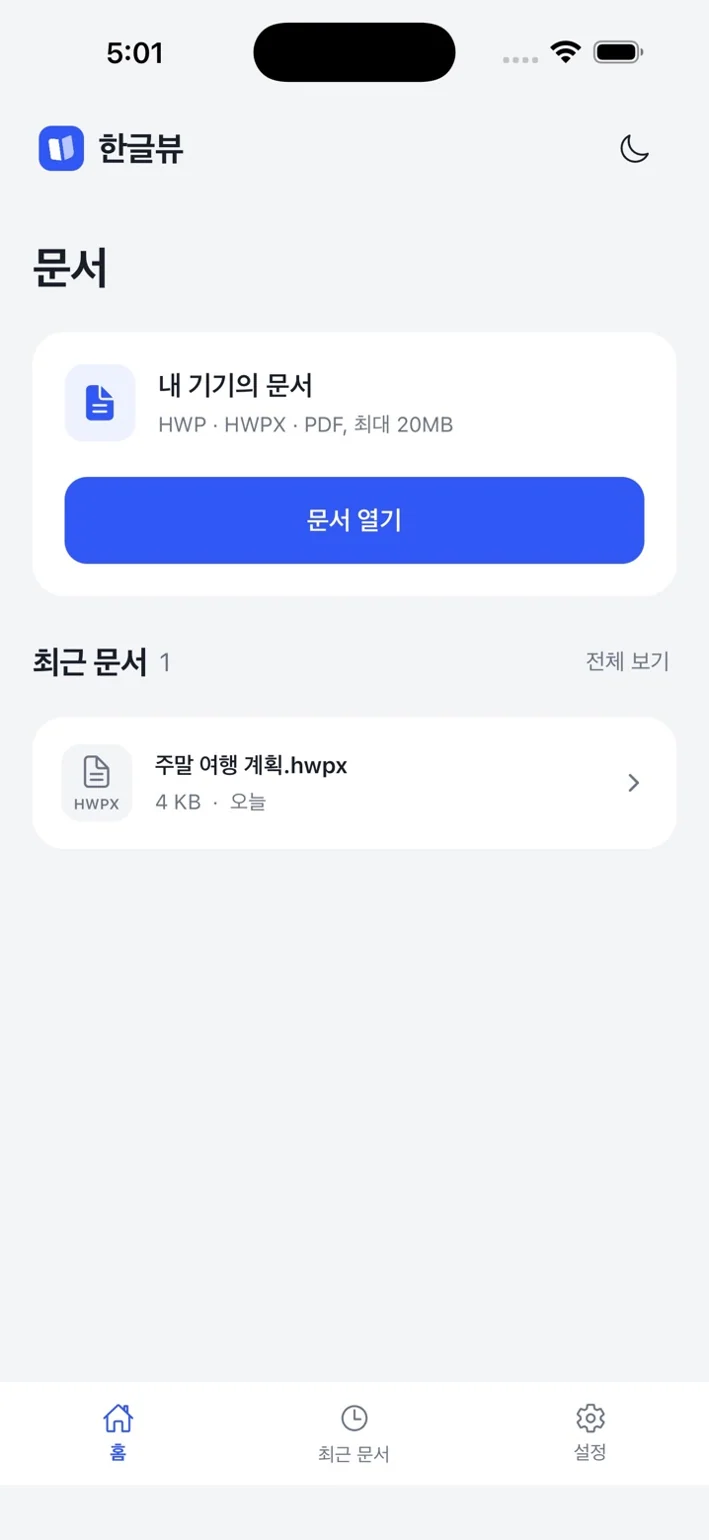 5:01
한글뷰
문서
내 기기의 문서
HWP · HWPX · PDF, 최대 20MB
문서 열기
최근 문서 1
전체 보기
주말 여행 계획.hwpx
HWPX
4 KB · 오늘
홈
최근 문서
설정